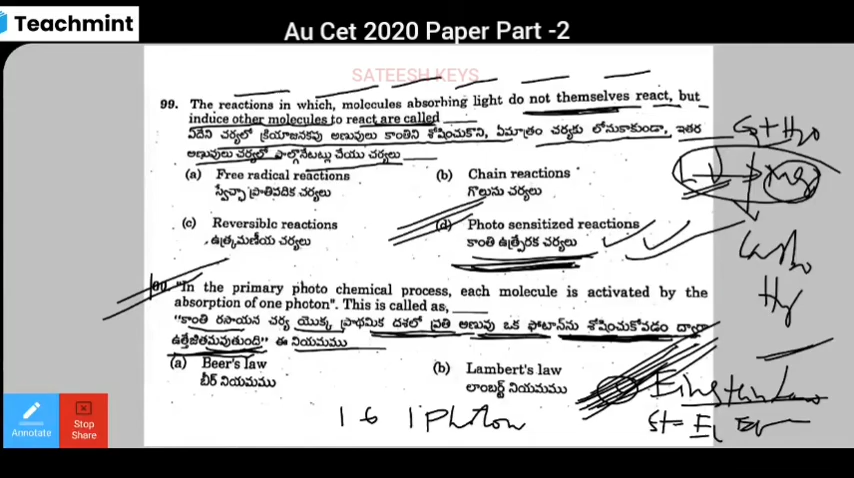 Teachmint
Au Cet 2020 Paper Part -2
SATEESH KEYS
99. The reactions in which, molecules absorbing light do not themselves react, but
induce other molecules to react are called ____
ఏదేని చర్యలో క్రియాజనకపు అణువులు కాంతిని శోషించుకొని, ఏమాత్రం చర్యకు లోనుకాకుండా, ఇతర
అణువులు చర్యలో పాల్గొనేటట్లు చేయు చర్యలు ____
(a) Free radical reactions
స్వేచ్ఛా ప్రాతిపదిక చర్యలు
(b) Chain reactions
గొలుసు చర్యలు
(c) Reversible reactions
ఉత్క్రమణీయ చర్యలు
(d) Photo sensitized reactions
కాంతి ఉత్ప్రేరక చర్యలు
"In the primary photo chemical process, each molecule is activated by the
absorption of one photon". This is called as, ____
"కాంతి రసాయన చర్య యొక్క ప్రాథమిక దశలో ప్రతి అణువు ఒక ఫోటాన్‌ను శోషించుకోవడం ద్వారా
ఉత్తేజితమవుతుంది" ఈ నియమము
(a) Beer's law
బీర్ నియమము
(b) Lambert's law
లాంబర్ట్ నియమము
1 photon
Annotate
Stop
Share